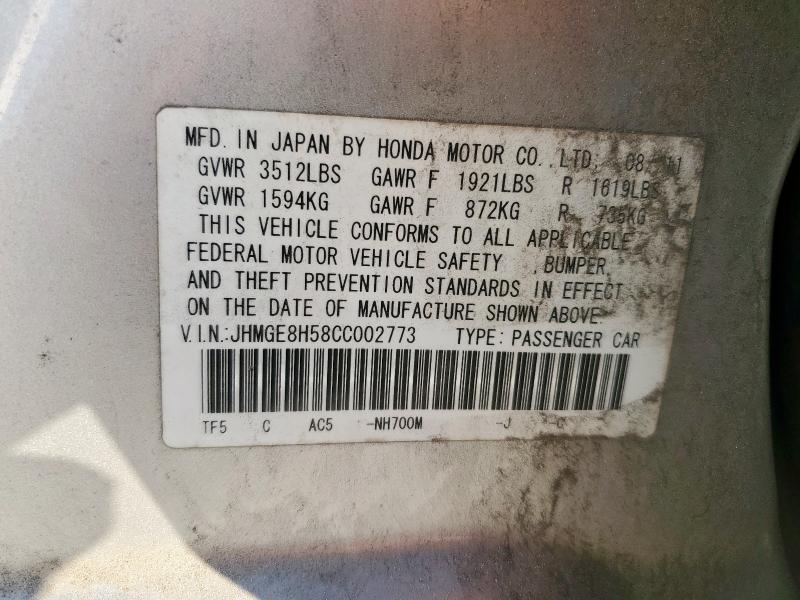 MFD. IN JAPAN BY HONDA MOTOR CO., LTD. 08 11
GVWR 3512LBS GAWR F 1921LBS R 1619LBS
GVWR 1594KG GAWR F 872KG R 735KG
THIS VEHICLE CONFORMS TO ALL APPLICABLE
FEDERAL MOTOR VEHICLE SAFETY ,BUMPER,
AND THEFT PREVENTION STANDARDS IN EFFECT
ON THE DATE OF MANUFACTURE SHOWN ABOVE.
V.I.N.:JHMGE8H58CC002773 TYPE: PASSENGER CAR
TF5 C AC5 -NH700M -J -C